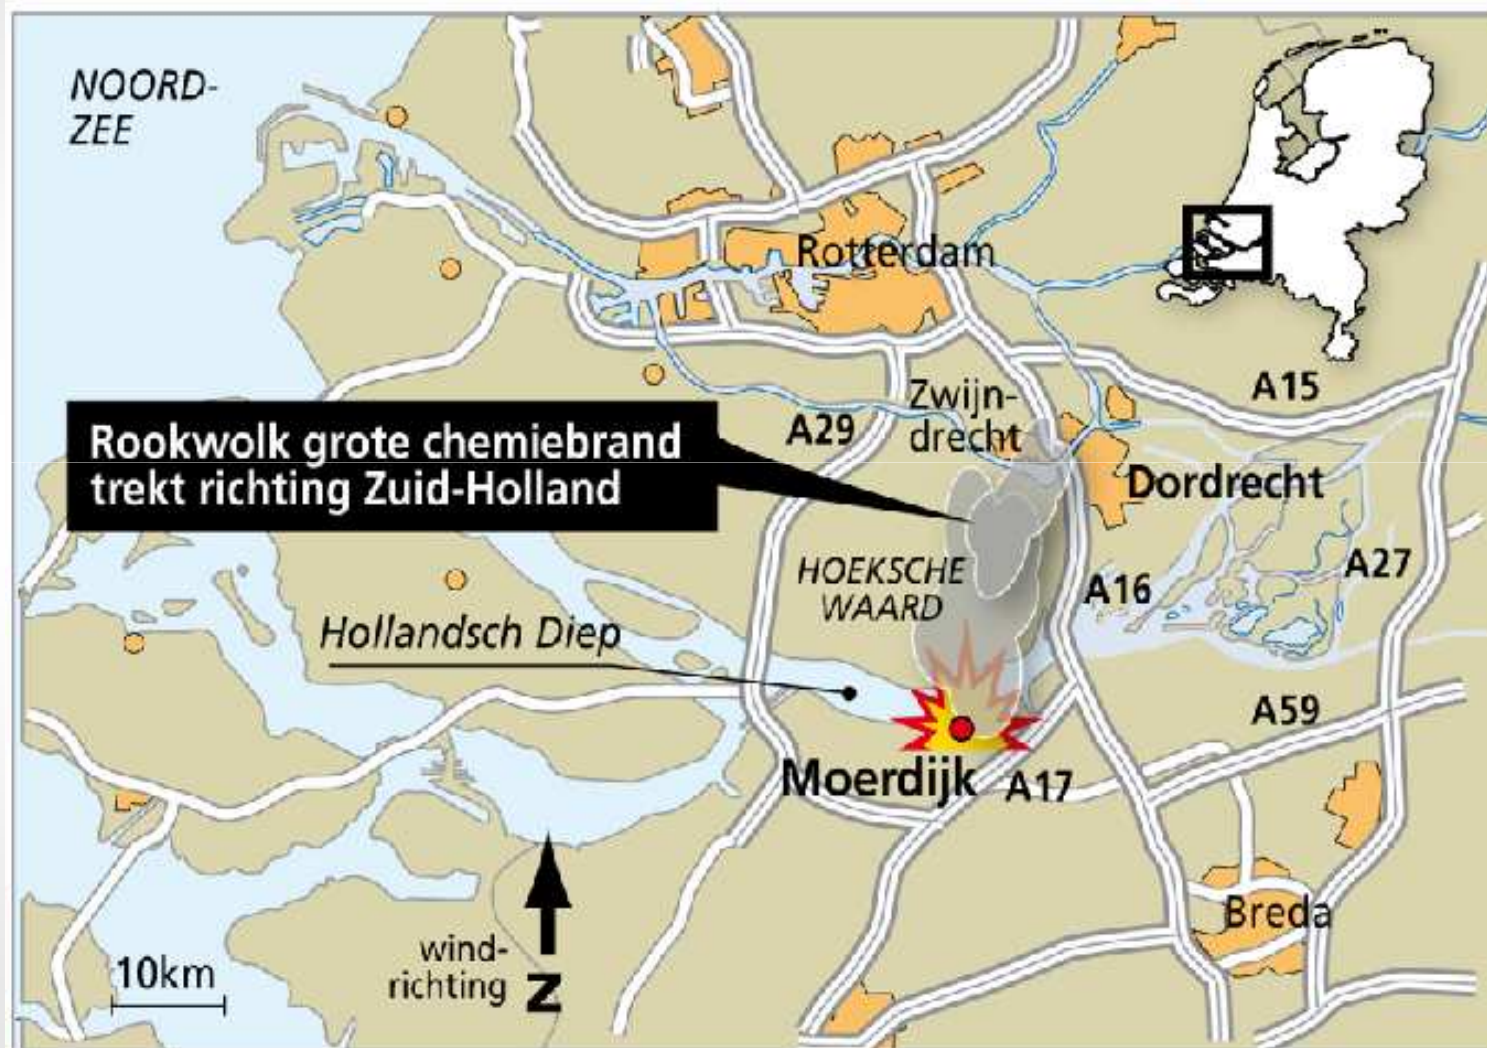 NOORD-
ZEE
Rotterdam
A15
Zwijn-
drecht
A29
Rookwolk grote chemiebrand
trekt richting Zuid-Holland
Dordrecht
HOEKSCHE
WAARD
A16
A27
Hollandsch Diep
A59
Moerdijk
A17
Breda
wind-
richting
N
10km